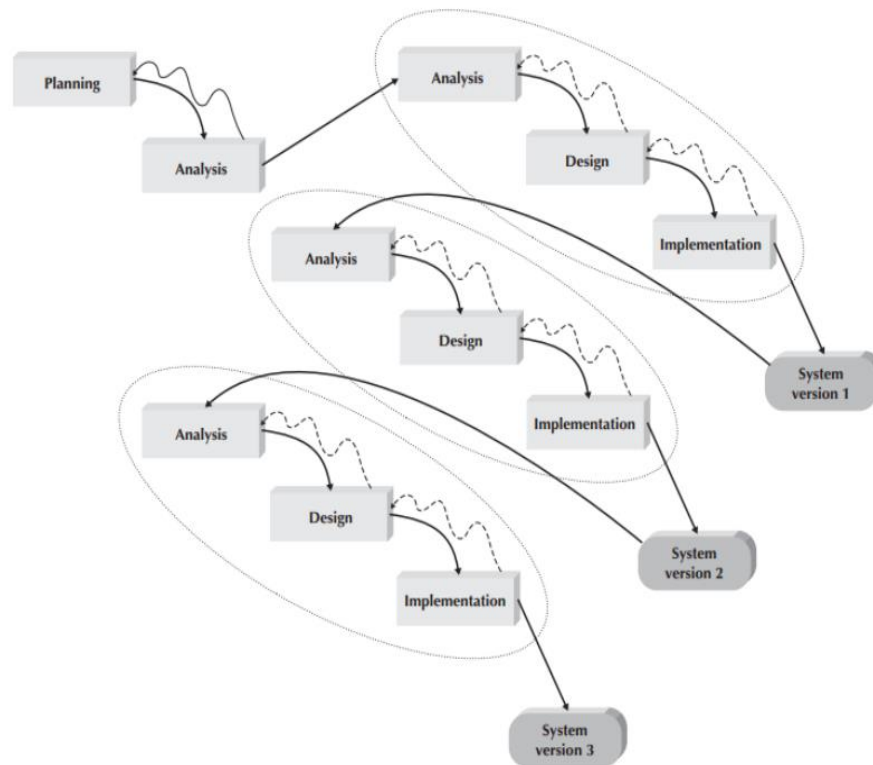 Planning
Analysis
Analysis
Design
Implementation
System
version 1
Analysis
Design
Implementation
System
version 2
Analysis
Design
Implementation
System
version 3